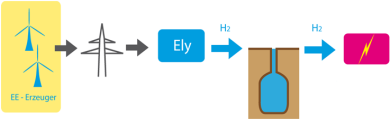 EE - Erzeuger
Ely
H₂
H₂